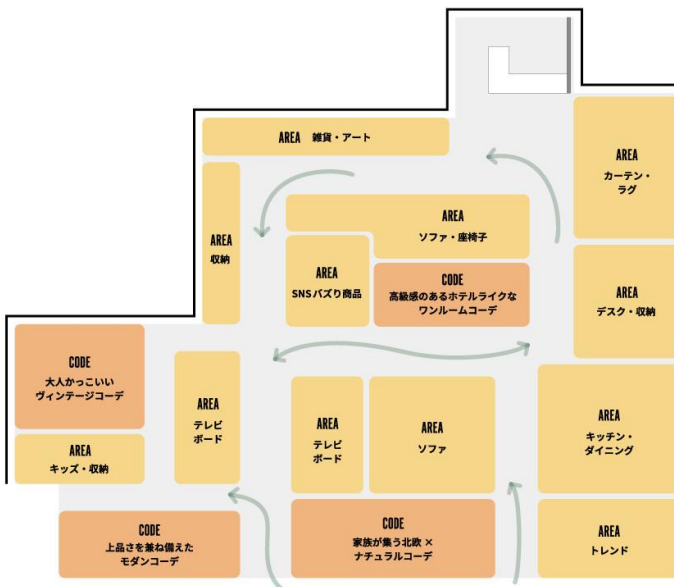 AREA 雑貨・アート
AREA
カーテン・
ラグ
AREA
収納
AREA
ソファ・座椅子
AREA
SNSバズり商品
CODE
高級感のあるホテルライクな
ワンルームコーデ
AREA
デスク・収納
CODE
大人かっこいい
ヴィンテージコーデ
AREA
キッズ・収納
AREA
テレビ
ボード
AREA
テレビ
ボード
AREA
ソファ
AREA
キッチン・
ダイニング
CODE
上品さを兼ね備えた
モダンコーデ
CODE
家族が集う北欧×
ナチュラルコーデ
AREA
トレンド